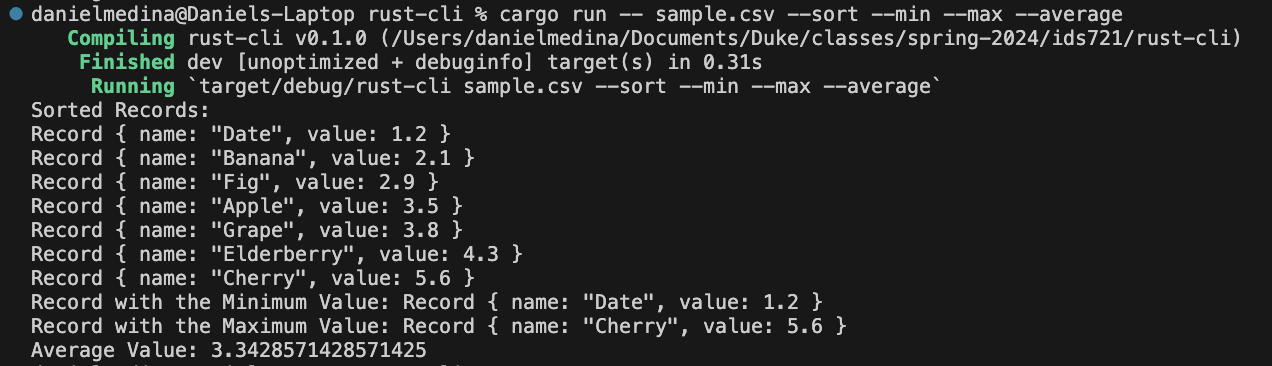 danielmedina@Daniels-Laptop rust-cli % cargo run -- sample.csv --sort --min --max --average
Compiling rust-cli v0.1.0 (/Users/danielmedina/Documents/Duke/classes/spring-2024/ids721/rust-cli)
Finished dev [unoptimized + debuginfo] target(s) in 0.31s
Running `target/debug/rust-cli sample.csv --sort --min --max --average`
Sorted Records:
Record { name: "Date", value: 1.2 }
Record { name: "Banana", value: 2.1 }
Record { name: "Fig", value: 2.9 }
Record { name: "Apple", value: 3.5 }
Record { name: "Grape", value: 3.8 }
Record { name: "Elderberry", value: 4.3 }
Record { name: "Cherry", value: 5.6 }
Record with the Minimum Value: Record { name: "Date", value: 1.2 }
Record with the Maximum Value: Record { name: "Cherry", value: 5.6 }
Average Value: 3.3428571428571425